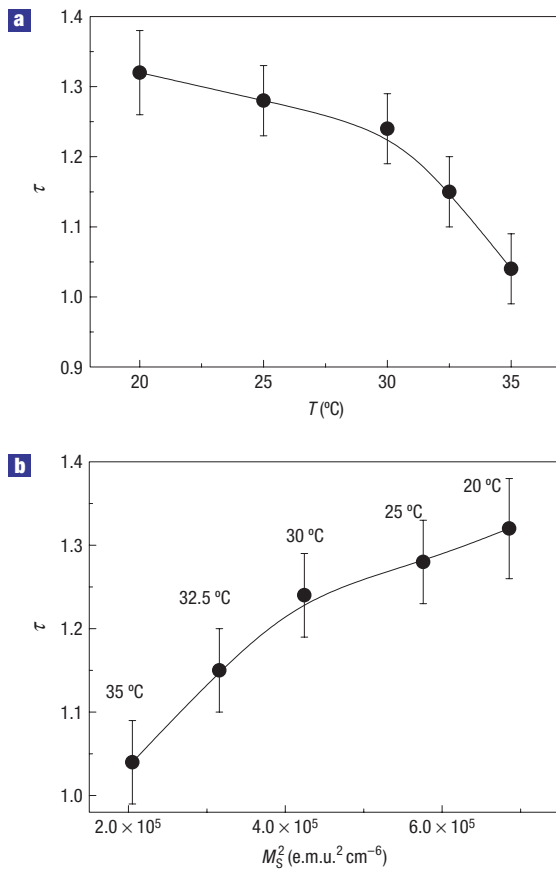 a
1.4
1.3
1.2
1.1
1.0
0.9
τ
20
25
30
35
T (ºC)
b
1.4
1.3
1.2
1.1
1.0
τ
35 ºC
32.5 ºC
30 ºC
25 ºC
20 ºC
2.0 × 10⁵
4.0 × 10⁵
6.0 × 10⁵
M_S² (e.m.u.² cm⁻⁶)